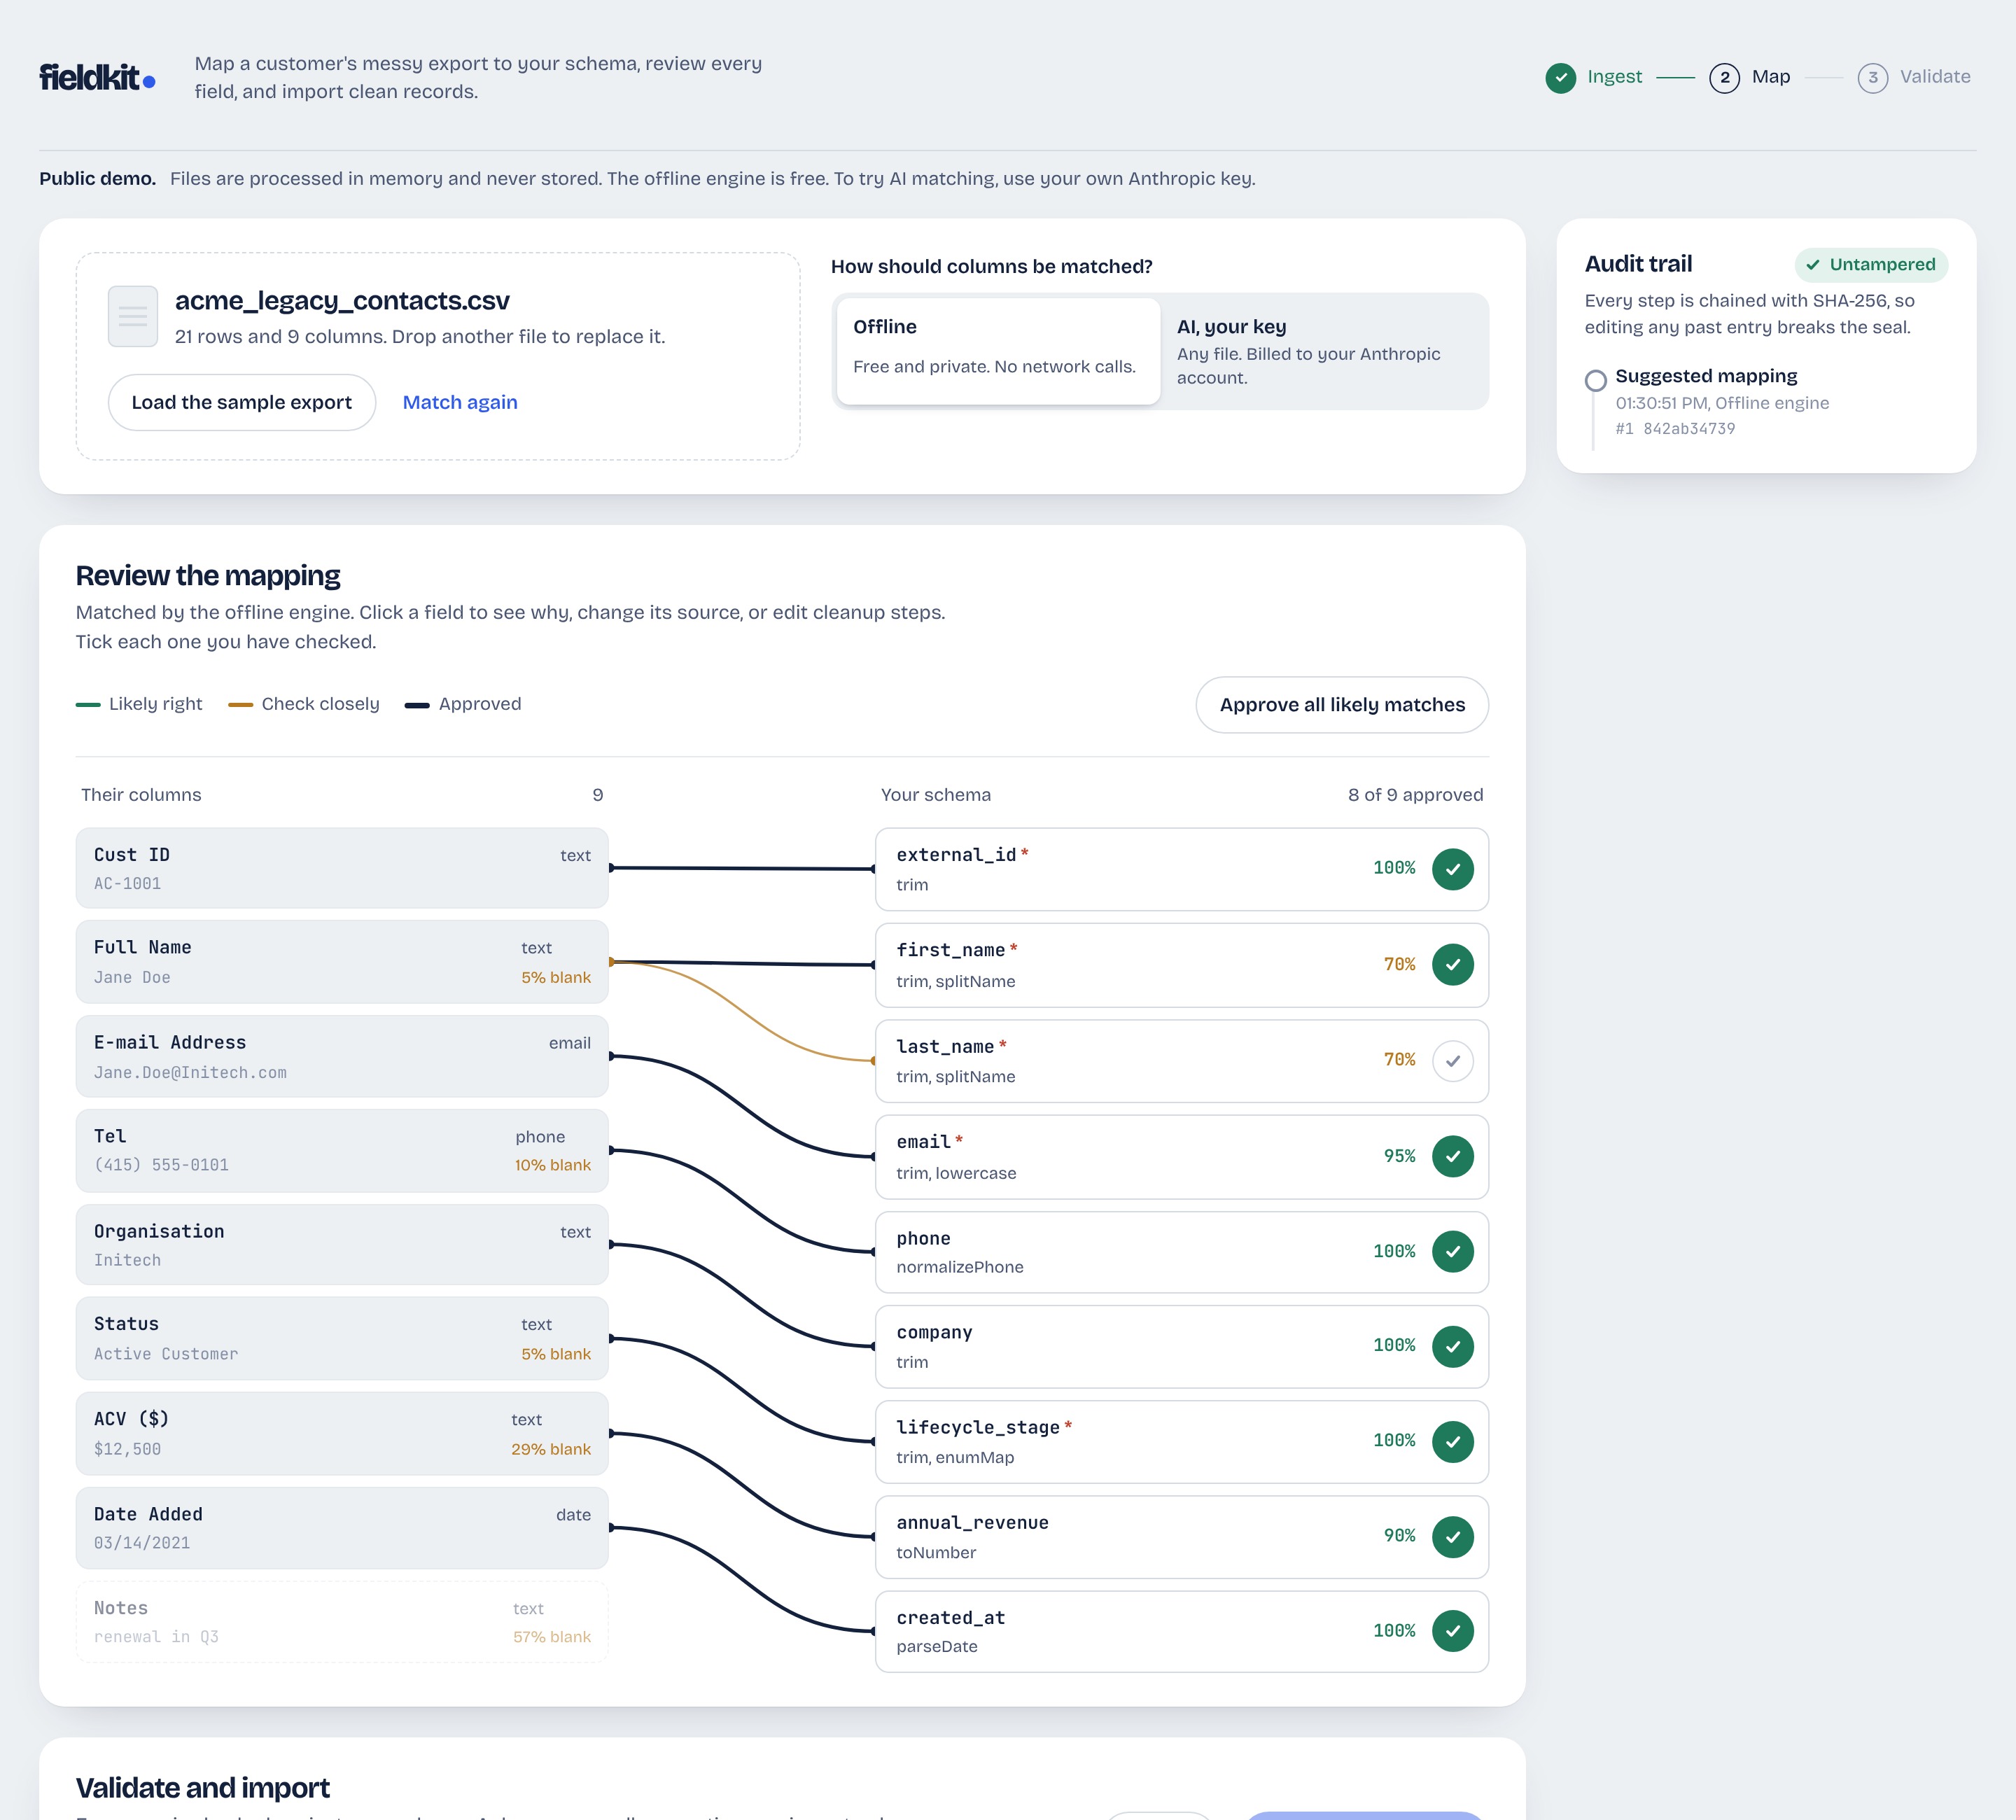 fieldkit
Map a customer's messy export to your schema, review every
field, and import clean records.
Ingest
2 Map
3 Validate
Public demo. Files are processed in memory and never stored. The offline engine is free. To try AI matching, use your own Anthropic key.
acme_legacy_contacts.csv
21 rows and 9 columns. Drop another file to replace it.
Load the sample export
Match again
How should columns be matched?
Offline
Free and private. No network calls.
AI, your key
Any file. Billed to your Anthropic
account.
Audit trail
Untampered
Every step is chained with SHA-256, so
editing any past entry breaks the seal.
Suggested mapping
01:30:51 PM, Offline engine
#1 842ab34739
Review the mapping
Matched by the offline engine. Click a field to see why, change its source, or edit cleanup steps.
Tick each one you have checked.
Likely right
Check closely
Approved
Approve all likely matches
Their columns 9
Cust ID text
AC-1001
Full Name text
Jane Doe 5% blank
E-mail Address email
Jane.Doe@Initech.com
Tel phone
(415) 555-0101 10% blank
Organisation text
Initech
Status text
Active Customer 5% blank
ACV ($) text
$12,500 29% blank
Date Added date
03/14/2021
Notes text
renewal in Q3 57% blank
Your schema 8 of 9 approved
external_id * 100%
trim
first_name * 70%
trim, splitName
last_name * 70%
trim, splitName
email * 95%
trim, lowercase
phone 100%
normalizePhone
company 100%
trim
lifecycle_stage * 100%
trim, enumMap
annual_revenue 90%
toNumber
created_at 100%
parseDate
Validate and import